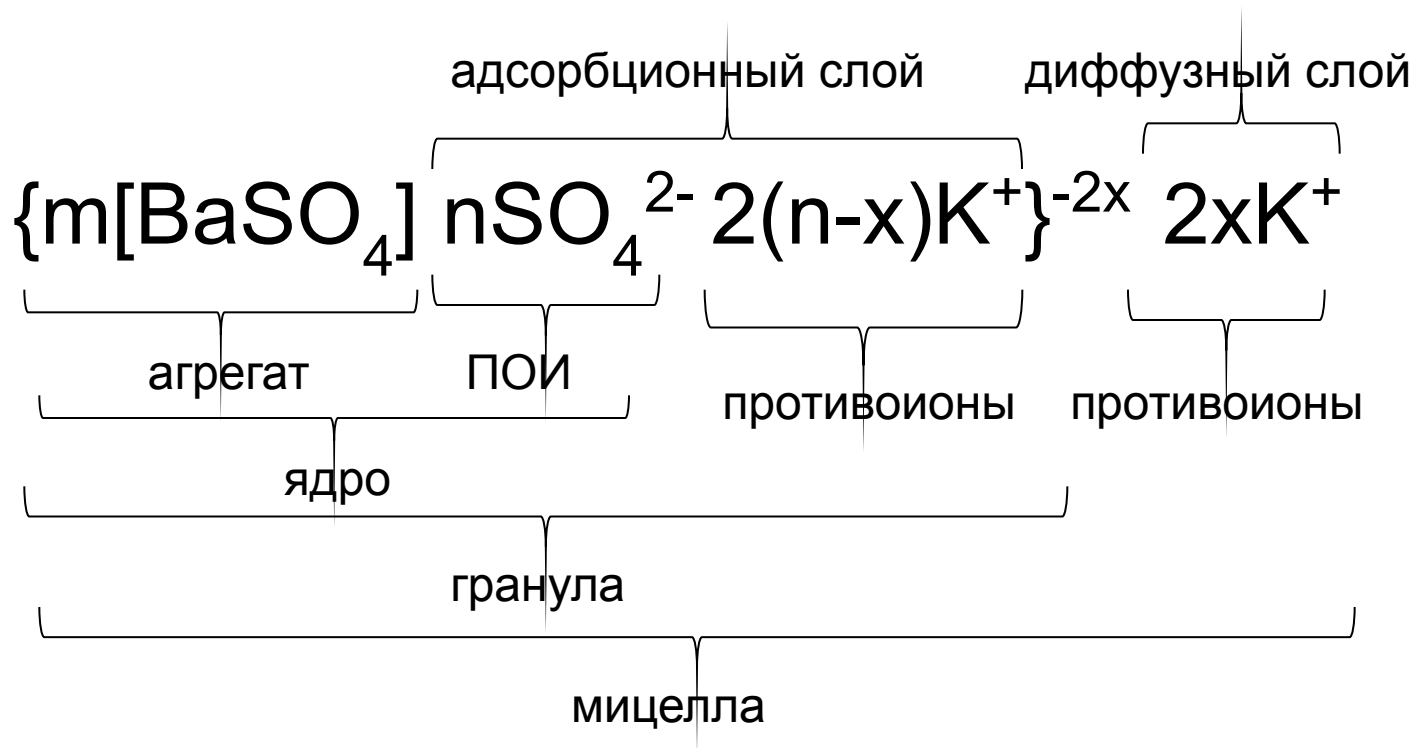 адсорбционный слой диффузный слой
{m[BaSO₄] nSO₄²⁻ 2(n-x)K⁺}⁻²ˣ 2xK⁺
агрегат ПОИ
противоионы противоионы
ядро
гранула
мицелла